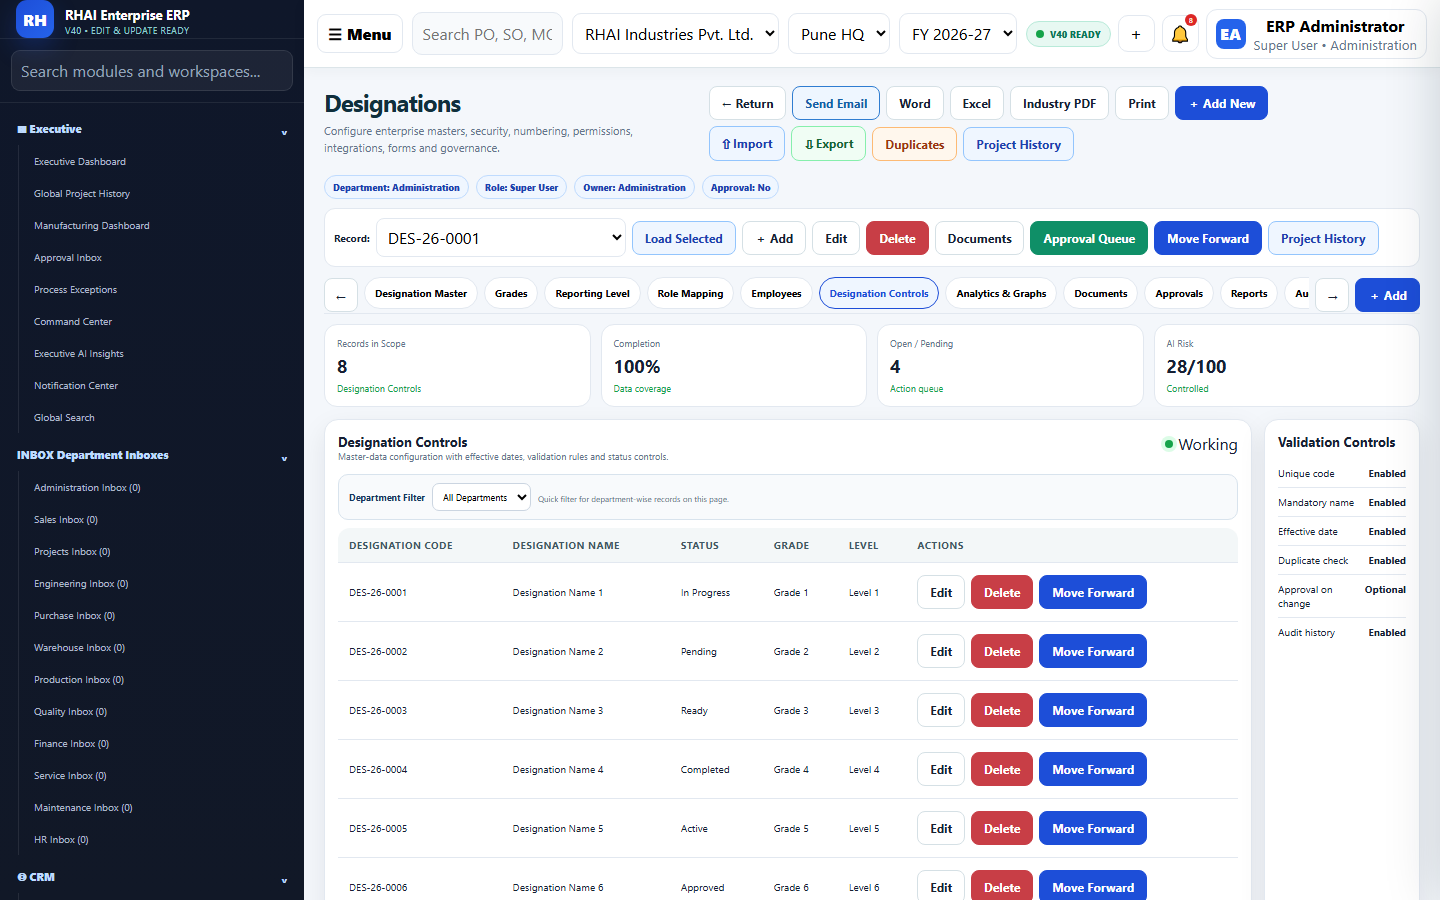 RH
RHAI Enterprise ERP
V40 • EDIT & UPDATE READY
Search modules and workspaces...
Executive
Executive Dashboard
Global Project History
Manufacturing Dashboard
Approval Inbox
Process Exceptions
Command Center
Executive AI Insights
Notification Center
Global Search
INBOX Department Inboxes
Administration Inbox (0)
Sales Inbox (0)
Projects Inbox (0)
Engineering Inbox (0)
Purchase Inbox (0)
Warehouse Inbox (0)
Production Inbox (0)
Quality Inbox (0)
Finance Inbox (0)
Service Inbox (0)
Maintenance Inbox (0)
HR Inbox (0)
CRM
☰ Menu
Search PO, SO, MC
RHAI Industries Pvt. Ltd.
Pune HQ
FY 2026-27
V40 READY
+
8
EA
ERP Administrator
Super User • Administration
Designations
Configure enterprise masters, security, numbering, permissions,
integrations, forms and governance.
← Return
Send Email
Word
Excel
Industry PDF
Print
+ Add New
⇧ Import
⇩ Export
Duplicates
Project History
Department: Administration
Role: Super User
Owner: Administration
Approval: No
Record:
DES-26-0001
Load Selected
+ Add
Edit
Delete
Documents
Approval Queue
Move Forward
Project History
←
Designation Master
Grades
Reporting Level
Role Mapping
Employees
Designation Controls
Analytics & Graphs
Documents
Approvals
Reports
Au
→
+ Add
Records in Scope
8
Designation Controls
Completion
100%
Data coverage
Open / Pending
4
Action queue
AI Risk
28/100
Controlled
Designation Controls
Master-data configuration with effective dates, validation rules and status controls.
Working
Department Filter
All Departments
Quick filter for department-wise records on this page.
DESIGNATION CODE DESIGNATION NAME STATUS GRADE LEVEL ACTIONS
DES-26-0001 Designation Name 1 In Progress Grade 1 Level 1 Edit Delete Move Forward
DES-26-0002 Designation Name 2 Pending Grade 2 Level 2 Edit Delete Move Forward
DES-26-0003 Designation Name 3 Ready Grade 3 Level 3 Edit Delete Move Forward
DES-26-0004 Designation Name 4 Completed Grade 4 Level 4 Edit Delete Move Forward
DES-26-0005 Designation Name 5 Active Grade 5 Level 5 Edit Delete Move Forward
DES-26-0006 Designation Name 6 Approved Grade 6 Level 6 Edit Delete Move Forward
Validation Controls
Unique code Enabled
Mandatory name Enabled
Effective date Enabled
Duplicate check Enabled
Approval on change Optional
Audit history Enabled